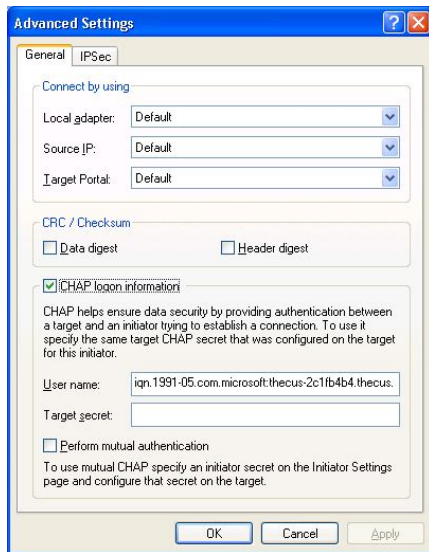 Advanced Settings
General IPSec
Connect by using
Local adapter: Default
Source IP: Default
Target Portal: Default
CRC / Checksum
Data digest Header digest
CHAP logon information
CHAP helps ensure data security by providing authentication between
a target and an initiator trying to establish a connection. To use it
specify the same target CHAP secret that was configured on the target
for this initiator.
User name: iqn.1991-05.com.microsoft:thecus-2c1fb4b4.thecus.
Target secret:
Perform mutual authentication
To use mutual CHAP specify an initiator secret on the Initiator Settings
page and configure that secret on the target.
OK Cancel Apply